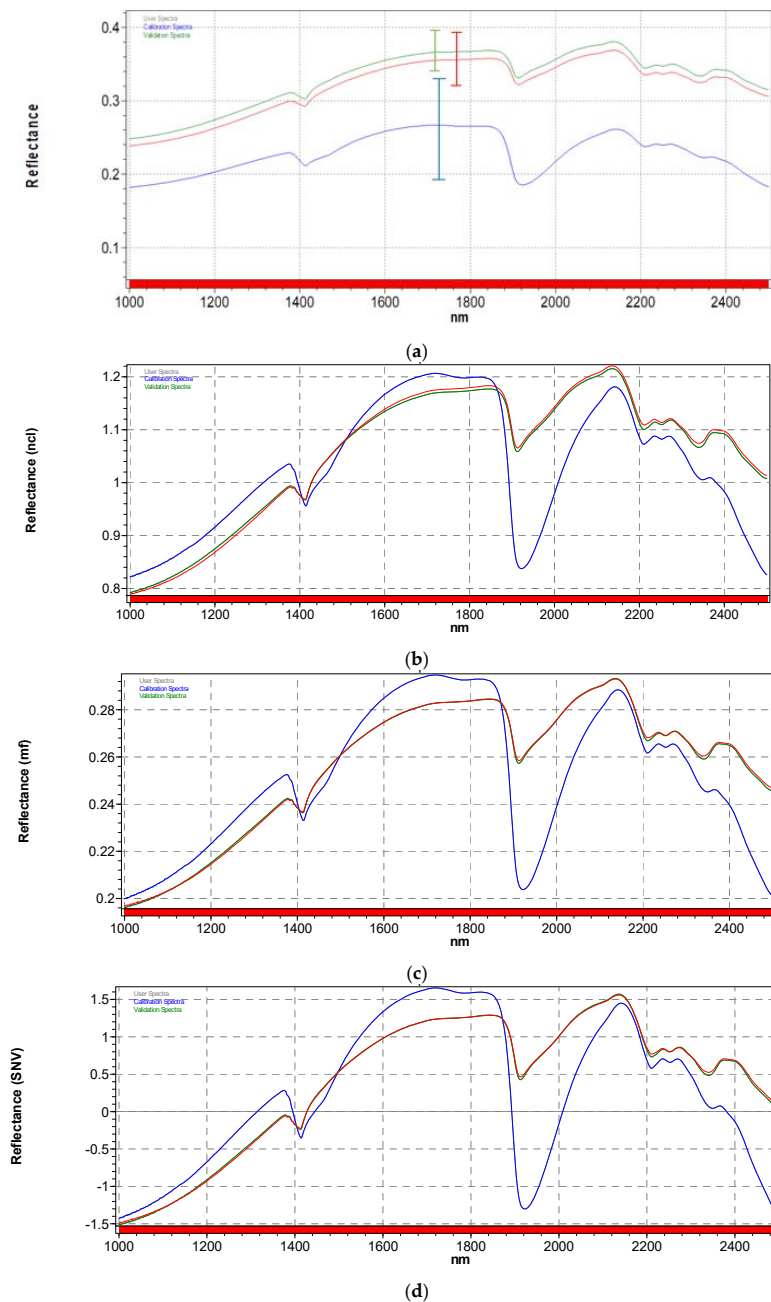 User Spectra
Calibration Spectra
Validation Spectra
0.4
0.3
0.2
0.1
Reflectance
1000 1200 1400 1600 1800 2000 2200 2400
nm
(a)
User Spectra
Calibration Spectra
Validation Spectra
1.2
1.1
1
0.9
0.8
Reflectance (ncl)
1000 1200 1400 1600 1800 2000 2200 2400
nm
(b)
User Spectra
Calibration Spectra
Validation Spectra
0.28
0.26
0.24
0.22
0.2
Reflectance (mf)
1000 1200 1400 1600 1800 2000 2200 2400
nm
(c)
User Spectra
Calibration Spectra
Validation Spectra
1.5
1
0.5
0
-0.5
-1
-1.5
Reflectance (SNV)
1000 1200 1400 1600 1800 2000 2200 2400
nm
(d)